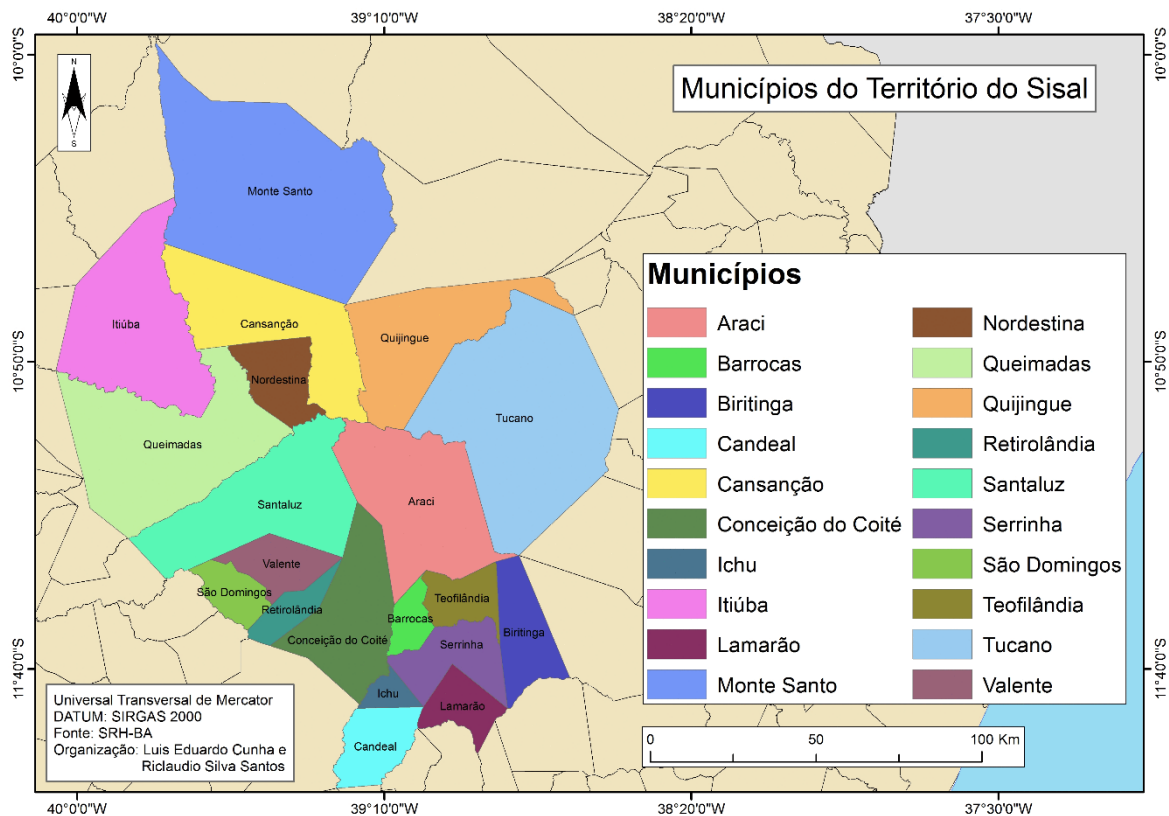 40°0'0"W 39°10'0"W 38°20'0"W 37°30'0"W
10°0'0"S 10°0'0"S
N
S
Municípios do Território do Sisal
Monte Santo
Itiúba
Cansanção
Quijingue
Nordestina
Tucano
Queimadas
Santaluz
Araci
Valente
São Domingos
Retirolândia
Teofilândia
Barrocas
Conceição do Coité
Serrinha
Biritinga
Ichu
Lamarão
Candeal
10°50'0"S 10°50'0"S
11°40'0"S 11°40'0"S
Municípios
Araci
Barrocas
Biritinga
Candeal
Cansanção
Conceição do Coité
Ichu
Itiúba
Lamarão
Monte Santo
Nordestina
Queimadas
Quijingue
Retirolândia
Santaluz
Serrinha
São Domingos
Teofilândia
Tucano
Valente
Universal Transversal de Mercator
DATUM: SIRGAS 2000
Fonte: SRH-BA
Organização: Luis Eduardo Cunha e
Riclaudio Silva Santos
0 50 100 Km
40°0'0"W 39°10'0"W 38°20'0"W 37°30'0"W